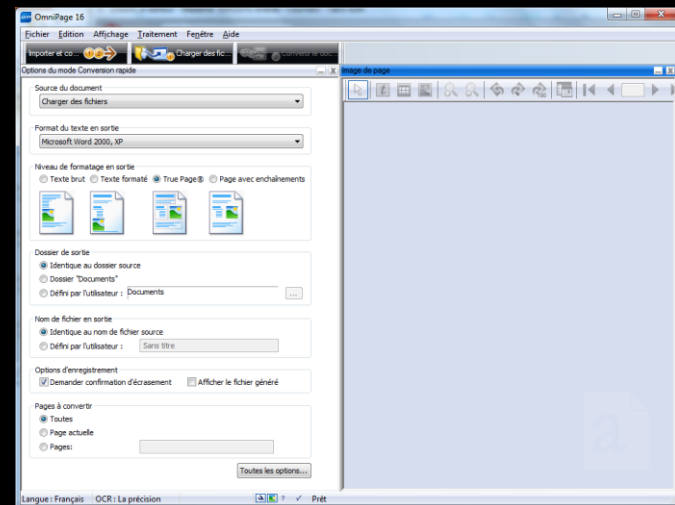 OmniPage 16
Fichier Edition Affichage Traitement Fenêtre Aide
Importer et co... Charger des fic... Convertir le doc...
Options du mode Conversion rapide
Image de page
Source du document
Charger des fichiers
Format du texte en sortie
Microsoft Word 2000, XP
Niveau de formatage en sortie
Texte brut Texte formaté True Page® Page avec enchaînements
Dossier de sortie
Identique au dossier source
Dossier "Documents"
Défini par l'utilisateur : Documents ...
Nom de fichier en sortie
Identique au nom de fichier source
Défini par l'utilisateur : Sans titre
Options d'enregistrement
Demander confirmation d'écrasement Afficher le fichier généré
Pages à convertir
Toutes
Page actuelle
Pages:
Toutes les options...
Langue : Français OCR : La précision ? Prêt